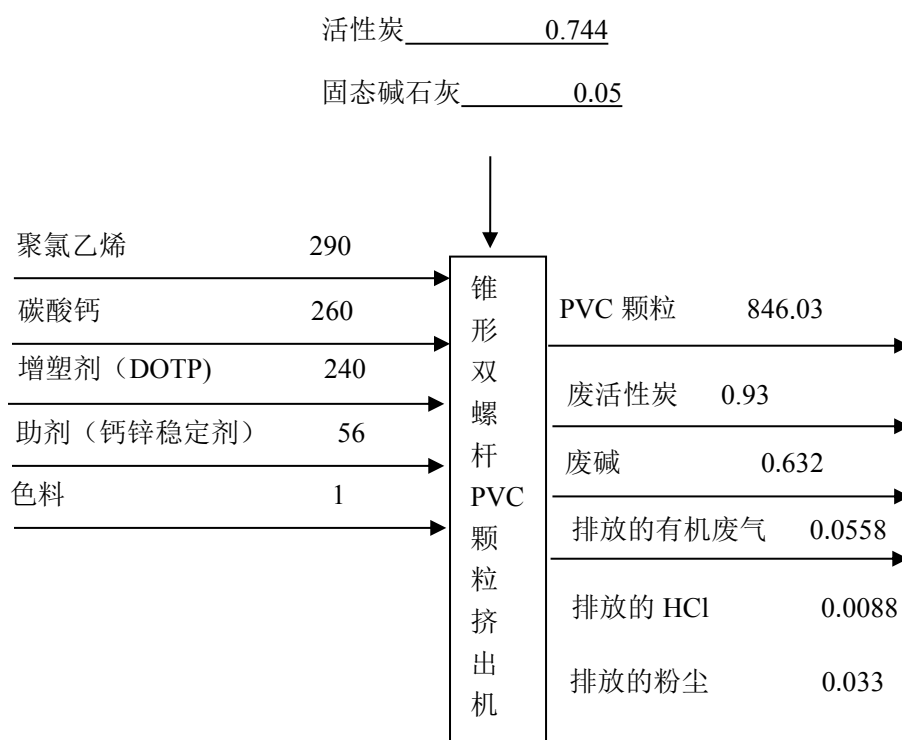 活性炭 0.744
固态碱石灰 0.05
聚氯乙烯 290
碳酸钙 260
增塑剂（DOTP) 240
助剂（钙锌稳定剂） 56
色料 1
锥
形
双
螺
杆
PVC
颗
粒
挤
出
机
PVC 颗粒 846.03
废活性炭 0.93
废碱 0.632
排放的有机废气 0.0558
排放的 HCl 0.0088
排放的粉尘 0.033